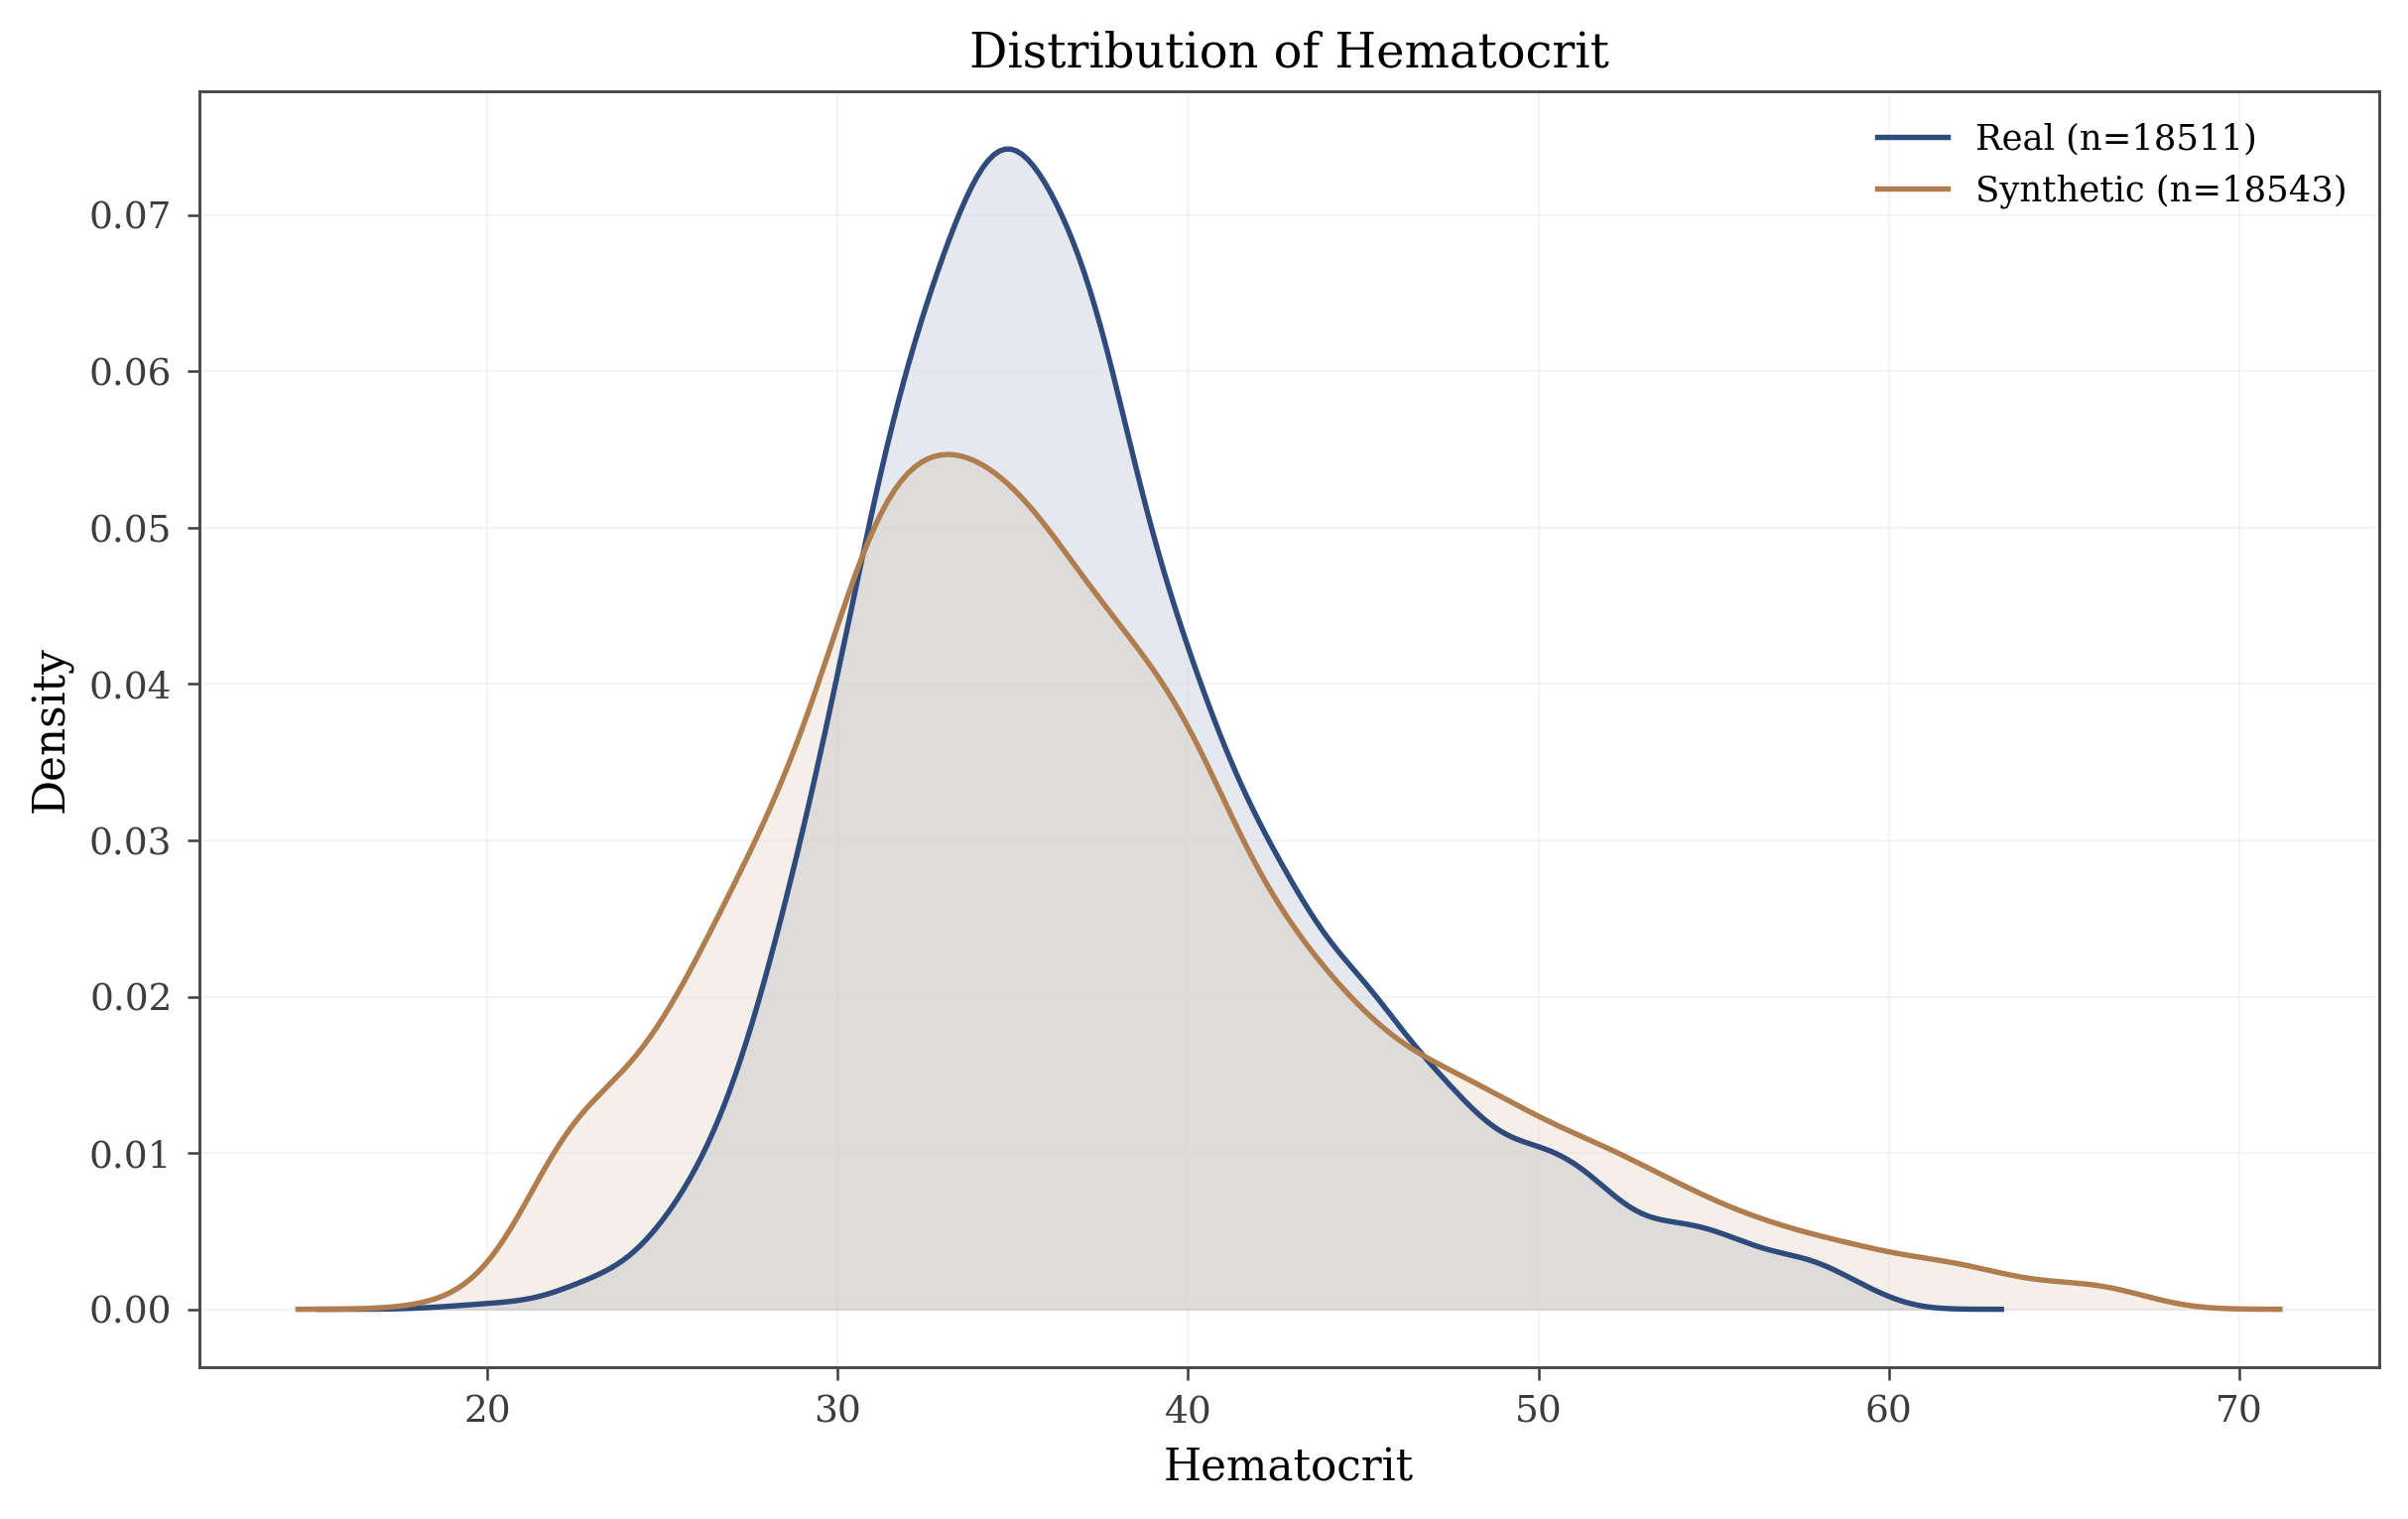 Distribution of Hematocrit
Real (n=18511)
Synthetic (n=18543)
Density
0.07
0.06
0.05
0.04
0.03
0.02
0.01
0.00
20 30 40 50 60 70
Hematocrit